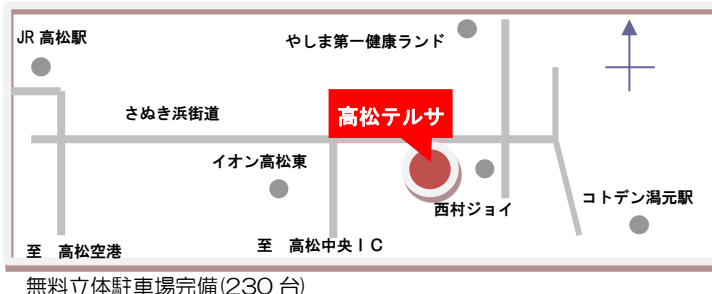 JR 高松駅
やしま第一健康ランド
さぬき浜街道
高松テルサ
イオン高松東
西村ジョイ
コトデン潟元駅
至　高松空港
至　高松中央ＩＣ
無料立体駐車場完備(230 台)